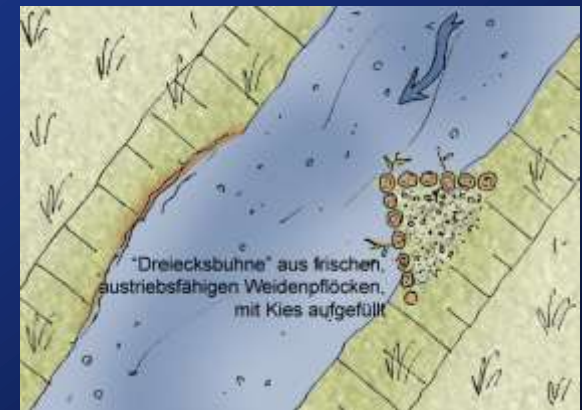 "Dreiecksbuhne" aus frischen,
austriebsfähigen Weidenpflöcken,
mit Kies aufgefüllt